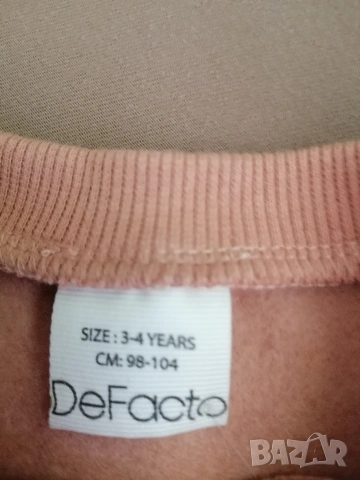 SIZE : 3-4 YEARS
CM: 98-104
DeFacto
BAZAR
bg